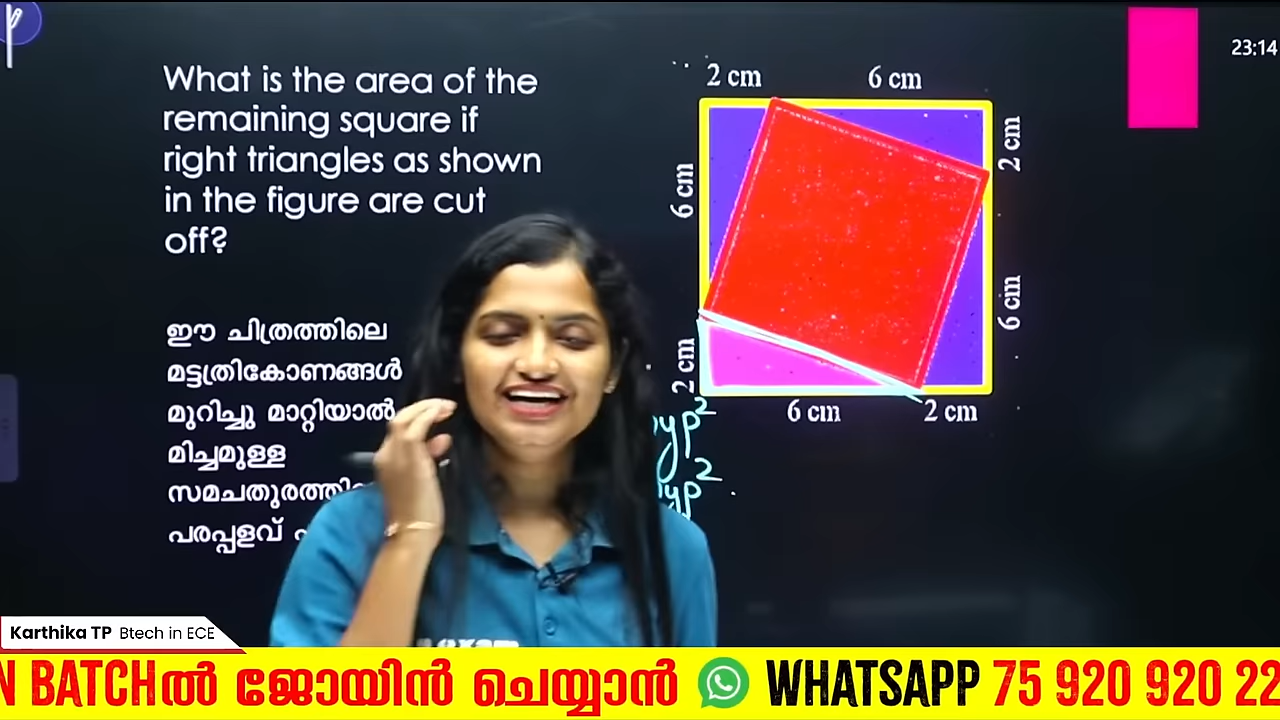 23:14
What is the area of the
remaining square if
right triangles as shown
in the figure are cut
off?
ഈ ചിത്രത്തിലെ
മട്ടത്രികോണങ്ങൾ
മുറിച്ചു മാറ്റിയാൽ
മിച്ചമുള്ള
പരപ്പളവ്
2 cm
6 cm
6 cm
2 cm
2 cm
6 cm
6 cm
2 cm
Karthika TP Btech in ECE
BATCHൽ ജോയിൻ ചെയ്യാൻ WHATSAPP 75 920 920 22